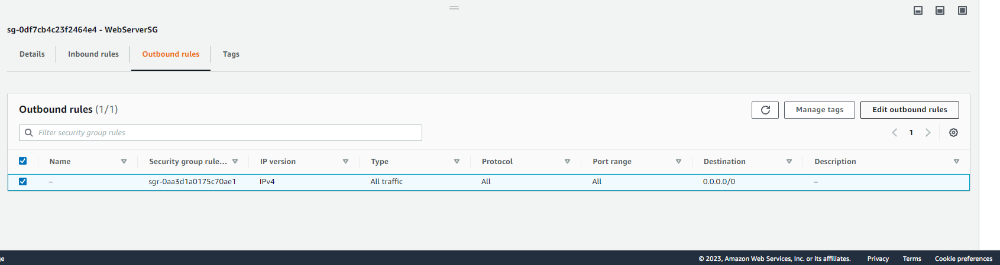 sg-0df7cb4c23f2464e4 - WebServerSG
Details Inbound rules Outbound rules Tags
Outbound rules (1/1) Manage tags Edit outbound rules
Filter security group rules 1
Name Security group rule... IP version Type Protocol Port range Destination Description
– sgr-0aa3d1a0175c70ae1 IPv4 All traffic All All 0.0.0.0/0 –
ge © 2023, Amazon Web Services, Inc. or its affiliates. Privacy Terms Cookie preferences